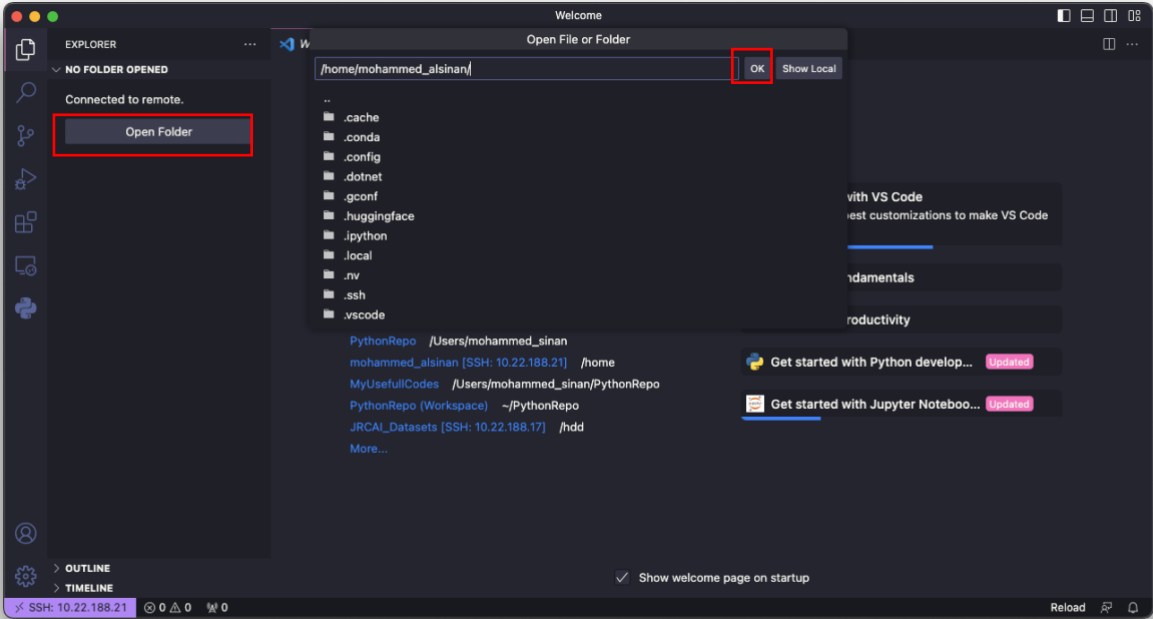 Welcome
EXPLORER
NO FOLDER OPENED
Connected to remote.
Open Folder
W
Open File or Folder
/home/mohammed_alsinan/
OK
Show Local
..
.cache
.conda
.config
.dotnet
.gconf
.huggingface
.ipython
.local
.nv
.ssh
.vscode
PythonRepo /Users/mohammed_sinan
mohammed_alsinan [SSH: 10.22.188.21] /home
MyUsefullCodes /Users/mohammed_sinan/PythonRepo
PythonRepo (Workspace) ~/PythonRepo
JRCAI_Datasets [SSH: 10.22.188.17] /hdd
More...
with VS Code
best customizations to make VS Code
ndamentals
roductivity
Get started with Python develop... Updated
Get started with Jupyter Noteboo... Updated
Show welcome page on startup
OUTLINE
TIMELINE
SSH: 10.22.188.21 0 0 0
Reload